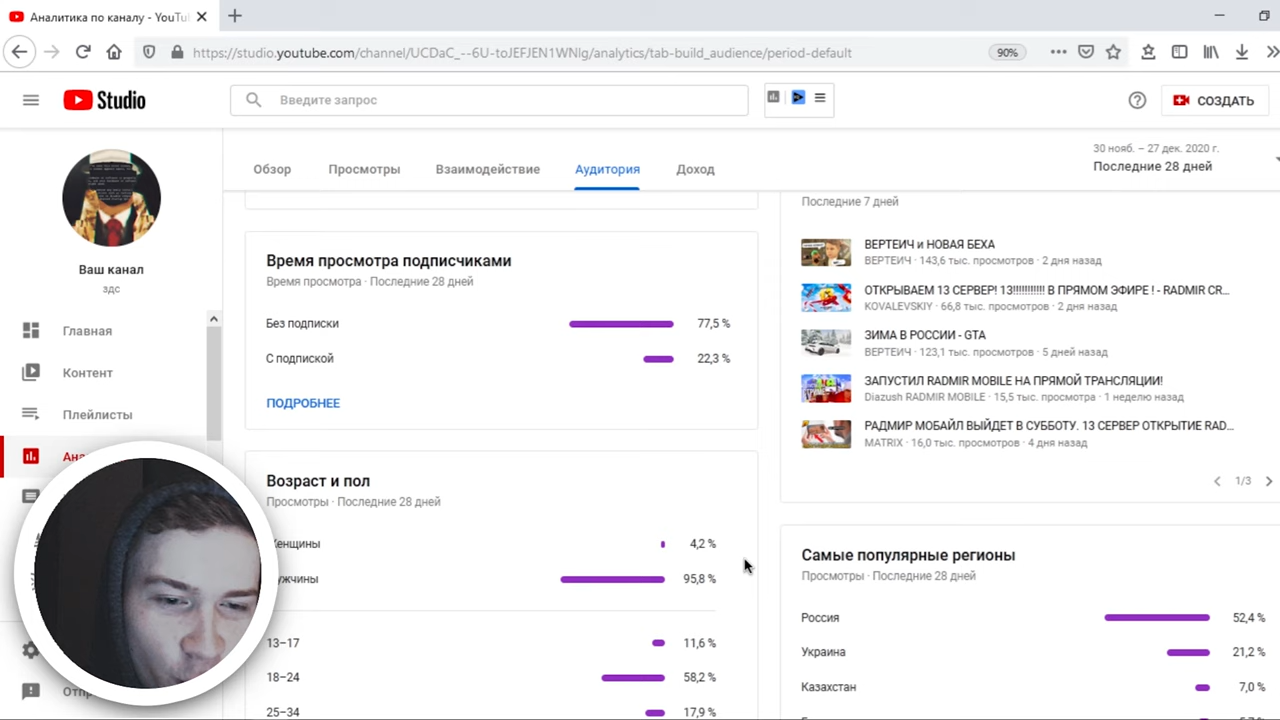 Аналитика по каналу - YouTu
https://studio.youtube.com/channel/UCDaC_--6U-toJEFJEN1WNlg/analytics/tab-build_audience/period-default
90%
Studio
Введите запрос
СОЗДАТЬ
Обзор
Просмотры
Взаимодействие
Аудитория
Доход
30 нояб. – 27 дек. 2020 г.
Последние 28 дней
Ваш канал
здс
Главная
Контент
Плейлисты
Время просмотра подписчиками
Время просмотра · Последние 28 дней
Без подписки 77,5 %
С подпиской 22,3 %
ПОДРОБНЕЕ
Возраст и пол
Просмотры · Последние 28 дней
Женщины 4,2 %
ужчины 95,8 %
13–17 11,6 %
18–24 58,2 %
25–34 17,9 %
Последние 7 дней
ВЕРТЕИЧ и НОВАЯ БЕХА
ВЕРТЕИЧ · 143,6 тыс. просмотров · 2 дня назад
ОТКРЫВАЕМ 13 СЕРВЕР! 13!!!!!!!!!!! В ПРЯМОМ ЭФИРЕ ! - RADMIR CR...
KOVALEVSKIY · 66,8 тыс. просмотров · 2 дня назад
ЗИМА В РОССИИ - GTA
ВЕРТЕИЧ · 123,1 тыс. просмотров · 5 дней назад
ЗАПУСТИЛ RADMIR MOBILE НА ПРЯМОЙ ТРАНСЛЯЦИИ!
Diazush RADMIR MOBILE · 15,5 тыс. просмотра · 1 неделю назад
РАДМИР МОБАЙЛ ВЫЙДЕТ В СУББОТУ. 13 СЕРВЕР ОТКРЫТИЕ RAD...
MATRIX · 16,0 тыс. просмотров · 4 дня назад
1/3
Самые популярные регионы
Просмотры · Последние 28 дней
Россия 52,4 %
Украина 21,2 %
Казахстан 7,0 %